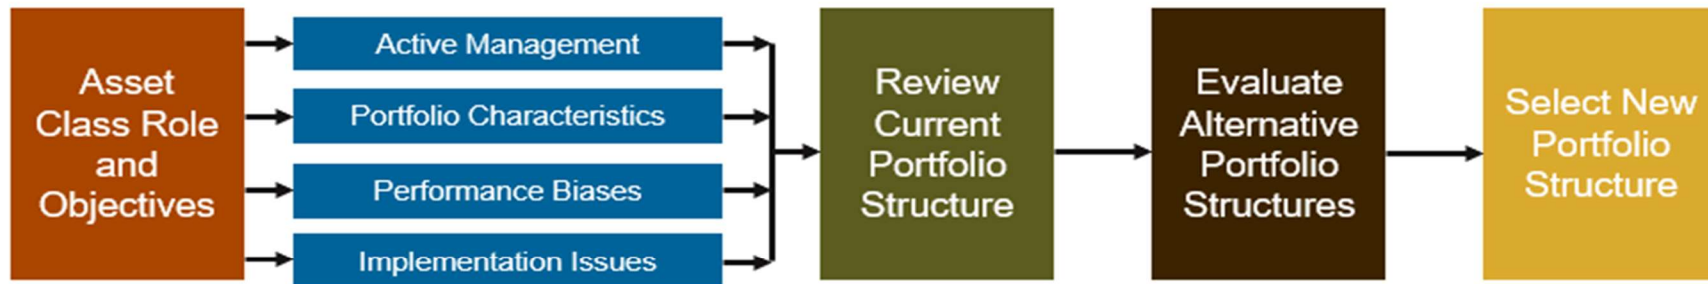 Asset
Class Role
and
Objectives
Active Management
Portfolio Characteristics
Performance Biases
Implementation Issues
Review
Current
Portfolio
Structure
Evaluate
Alternative
Portfolio
Structures
Select New
Portfolio
Structure